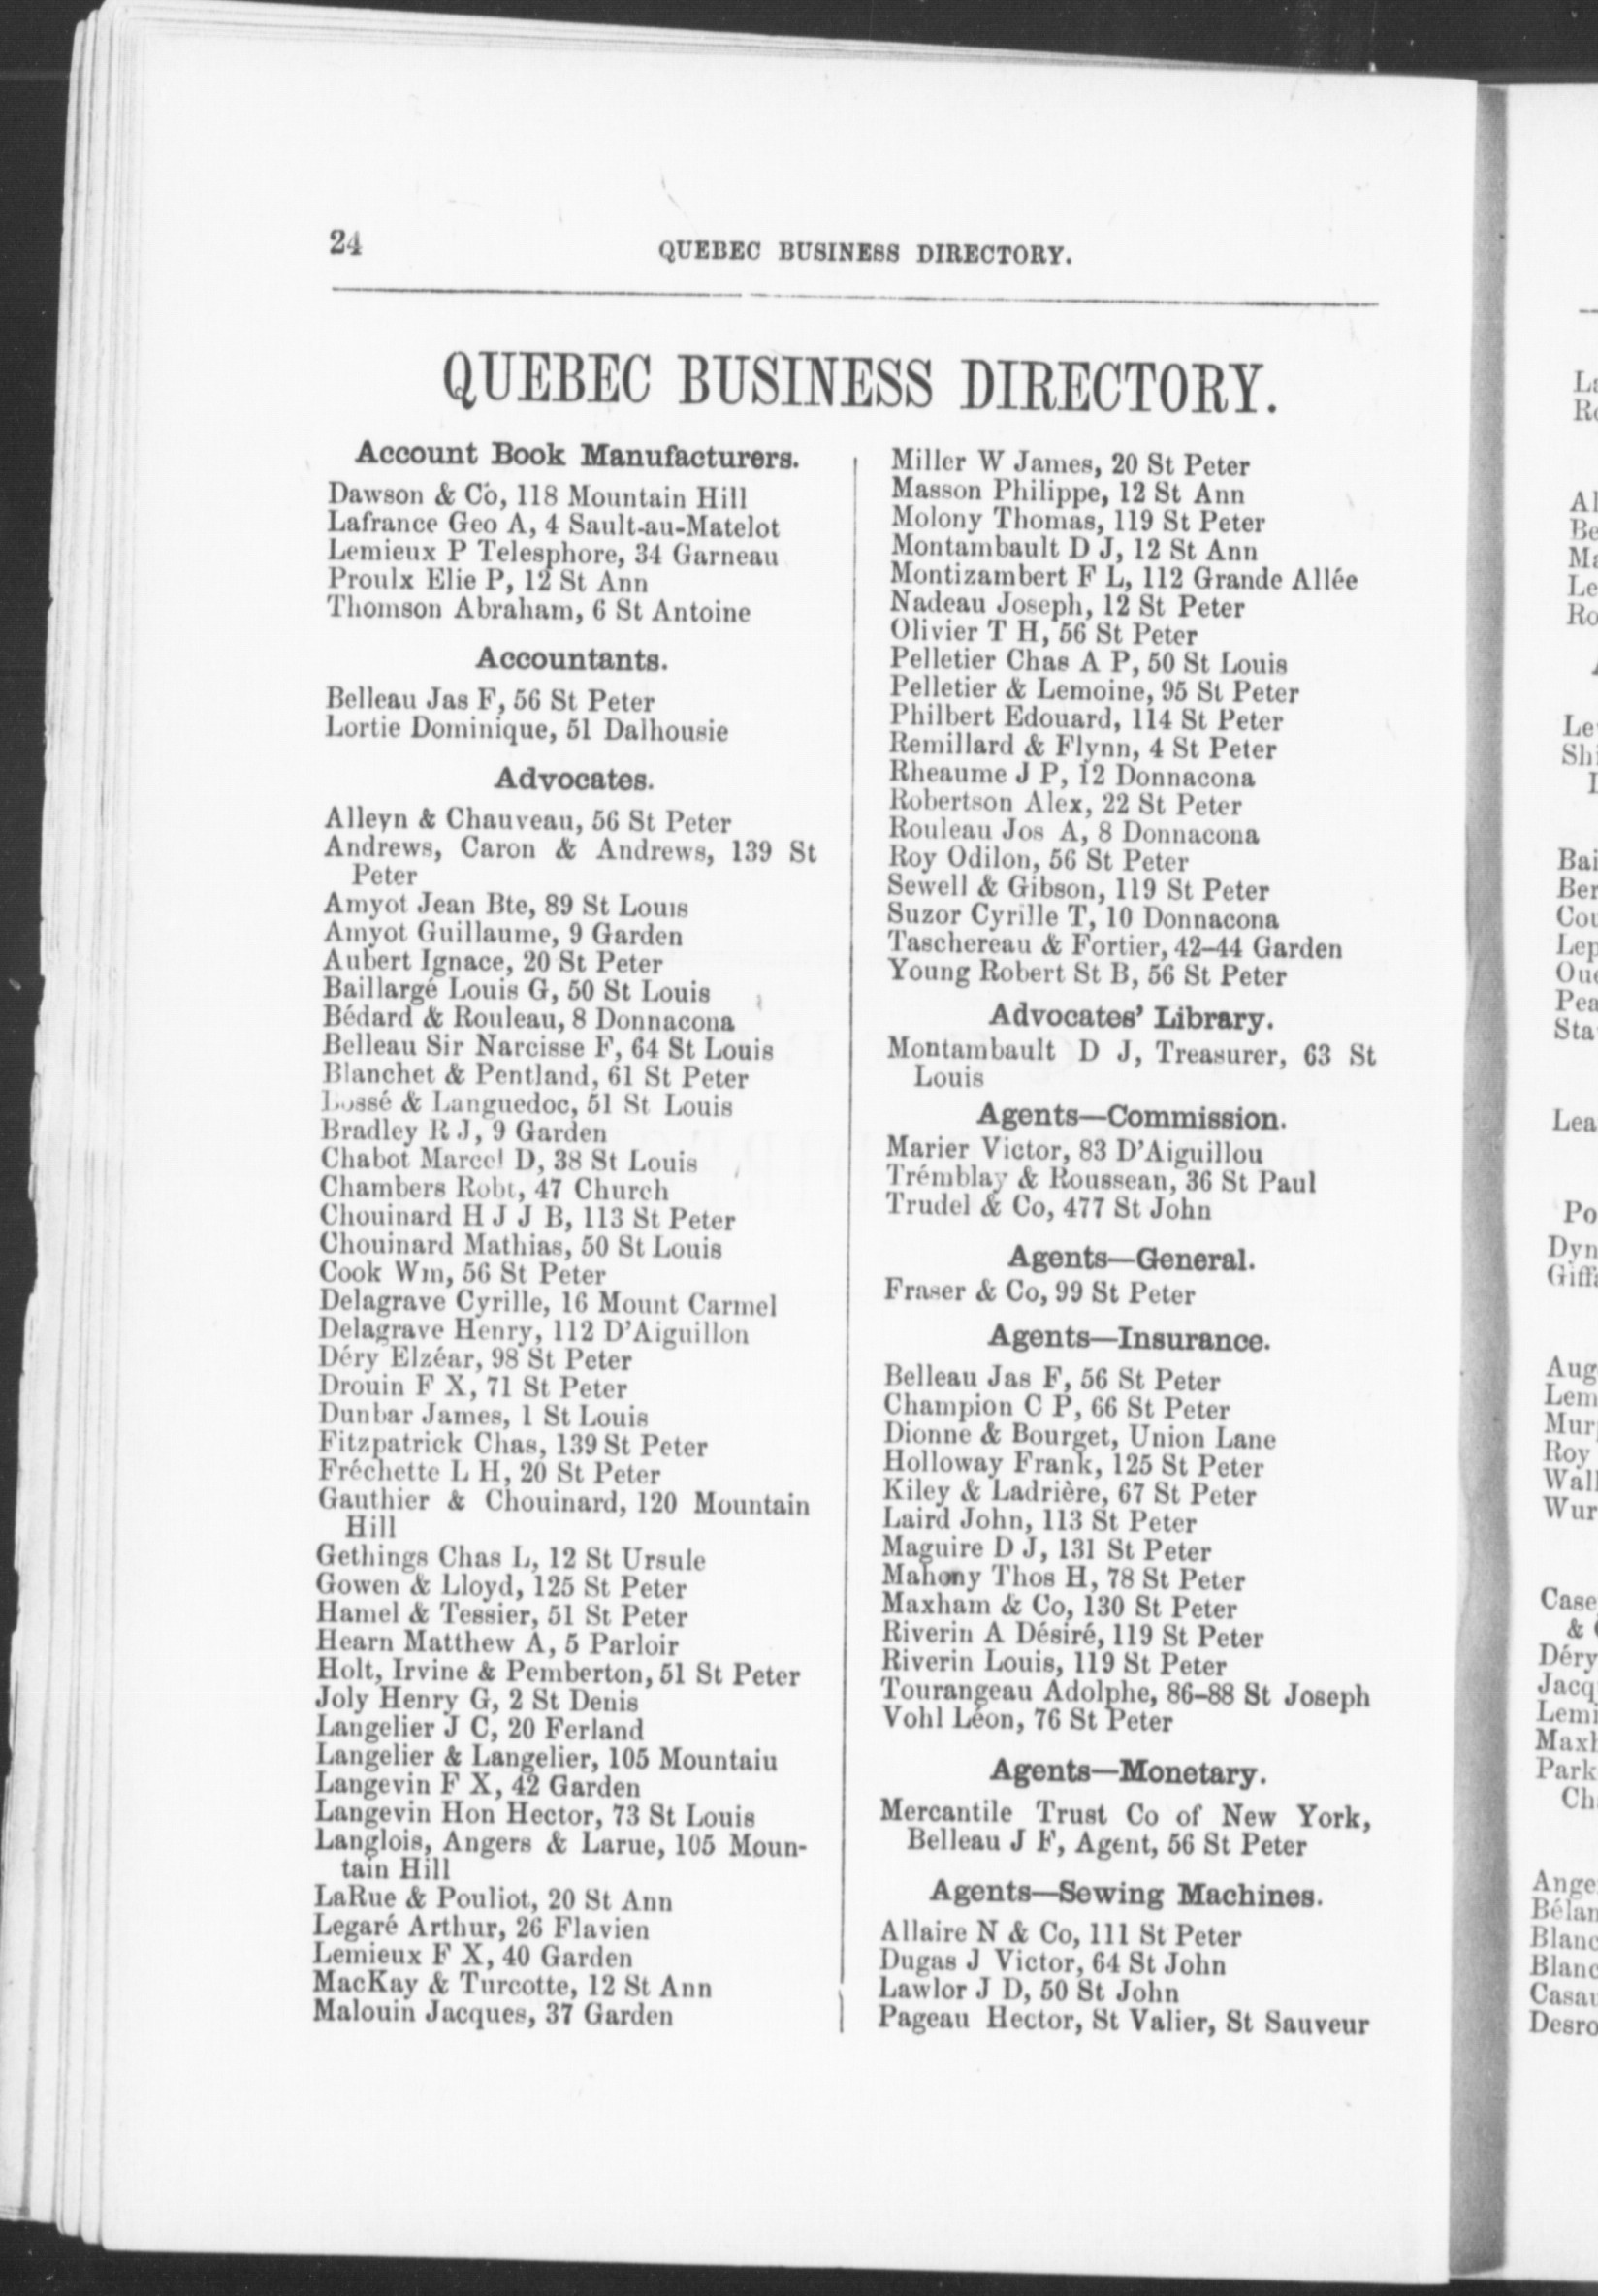 24
QUEBEC BUSINESS DIRECTORY.
QUEBEC BUSINESS DIRECTORY.
Account Book Manufacturers.
Dawson & Co, 118 Mountain Hill
Lafrance Geo A, 4 Sault-au-Matelot
Lemieux P Telesphore, 34 Garneau
Proulx Elie P, 12 St Ann
Thomson Abraham, 6 St Antoine
Accountants.
Belleau Jas F, 56 St Peter
Lortie Dominique, 51 Dalhousie
Advocates.
Alleyn & Chauveau, 56 St Peter
Andrews, Caron & Andrews, 139 St
Peter
Amyot Jean Bte, 89 St Louis
Amyot Guillaume, 9 Garden
Aubert Ignace, 20 St Peter
Baillargé Louis G, 50 St Louis
Bédard & Rouleau, 8 Donnacona
Belleau Sir Narcisse F, 64 St Louis
Blanchet & Pentland, 61 St Peter
Bossé & Languedoc, 51 St Louis
Bradley R J, 9 Garden
Chabot Marcel D, 38 St Louis
Chambers Robt, 47 Church
Chouinard H J J B, 113 St Peter
Chouinard Mathias, 50 St Louis
Cook Wm, 56 St Peter
Delagrave Cyrille, 16 Mount Carmel
Delagrave Henry, 112 D'Aiguillon
Déry Elzéar, 98 St Peter
Drouin F X, 71 St Peter
Dunbar James, 1 St Louis
Fitzpatrick Chas, 139 St Peter
Fréchette L H, 20 St Peter
Gauthier & Chouinard, 120 Mountain
Hill
Gethings Chas L, 12 St Ursule
Gowen & Lloyd, 125 St Peter
Hamel & Tessier, 51 St Peter
Hearn Matthew A, 5 Parloir
Holt, Irvine & Pemberton, 51 St Peter
Joly Henry G, 2 St Denis
Langelier J C, 20 Ferland
Langelier & Langelier, 105 Mountaiu
Langevin F X, 42 Garden
Langevin Hon Hector, 73 St Louis
Langlois, Angers & Larue, 105 Moun-
tain Hill
LaRue & Pouliot, 20 St Ann
Legaré Arthur, 26 Flavien
Lemieux F X, 40 Garden
MacKay & Turcotte, 12 St Ann
Malouin Jacques, 37 Garden
Miller W James, 20 St Peter
Masson Philippe, 12 St Ann
Molony Thomas, 119 St Peter
Montambault D J, 12 St Ann
Montizambert F L, 112 Grande Allée
Nadeau Joseph, 12 St Peter
Olivier T H, 56 St Peter
Pelletier Chas A P, 50 St Louis
Pelletier & Lemoine, 95 St Peter
Philbert Edouard, 114 St Peter
Remillard & Flynn, 4 St Peter
Rheaume J P, 12 Donnacona
Robertson Alex, 22 St Peter
Rouleau Jos A, 8 Donnacona
Roy Odilon, 56 St Peter
Sewell & Gibson, 119 St Peter
Suzor Cyrille T, 10 Donnacona
Taschereau & Fortier, 42–44 Garden
Young Robert St B, 56 St Peter
Advocates' Library.
Montambault D J, Treasurer, 63 St
Louis
Agents—Commission.
Marier Victor, 83 D'Aiguillou
Trémblay & Rousseau, 36 St Paul
Trudel & Co, 477 St John
Agents—General.
Fraser & Co, 99 St Peter
Agents—Insurance.
Belleau Jas F, 56 St Peter
Champion C P, 66 St Peter
Dionne & Bourget, Union Lane
Holloway Frank, 125 St Peter
Kiley & Ladrière, 67 St Peter
Laird John, 113 St Peter
Maguire D J, 131 St Peter
Mahony Thos H, 78 St Peter
Maxham & Co, 130 St Peter
Riverin A Désiré, 119 St Peter
Riverin Louis, 119 St Peter
Tourangeau Adolphe, 86–88 St Joseph
Vohl Léon, 76 St Peter
Agents—Monetary.
Mercantile Trust Co of New York,
Belleau J F, Agent, 56 St Peter
Agents—Sewing Machines.
Allaire N & Co, 111 St Peter
Dugas J Victor, 64 St John
Lawlor J D, 50 St John
Pageau Hector, St Valier, St Sauveur